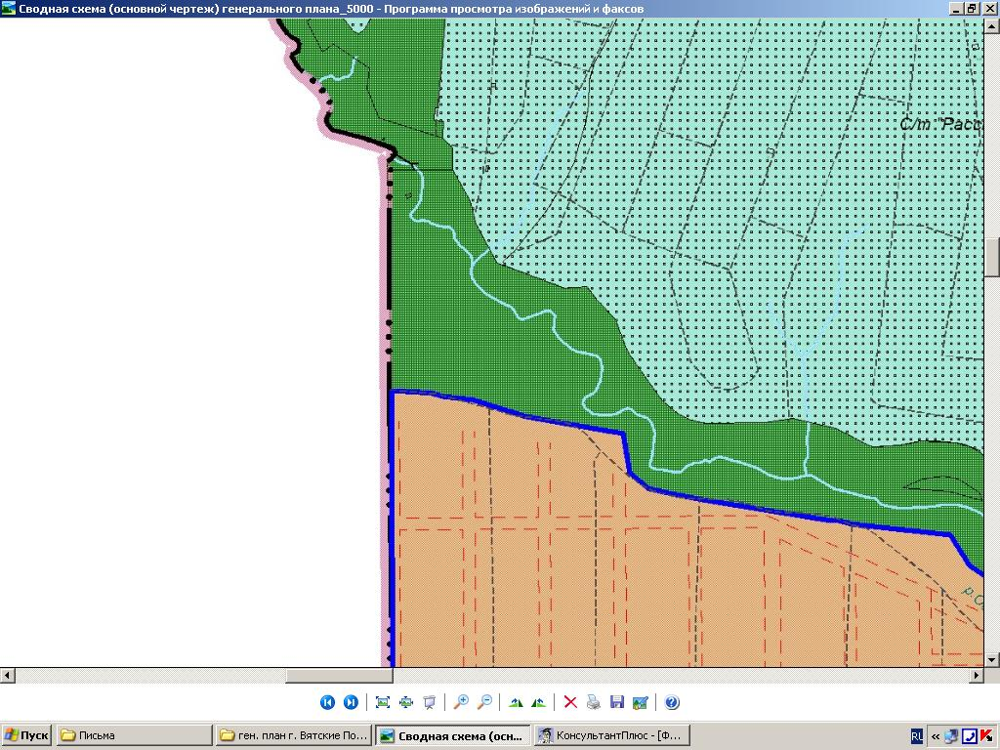 Сводная схема (основной чертеж) генерального плана_5000 - Программа просмотра изображений и факсов
С/т "Расс
р.С
Пуск
Письма
ген. план г. Вятские По...
Сводная схема (осн...
КонсультантПлюс - [Ф...
RL
«